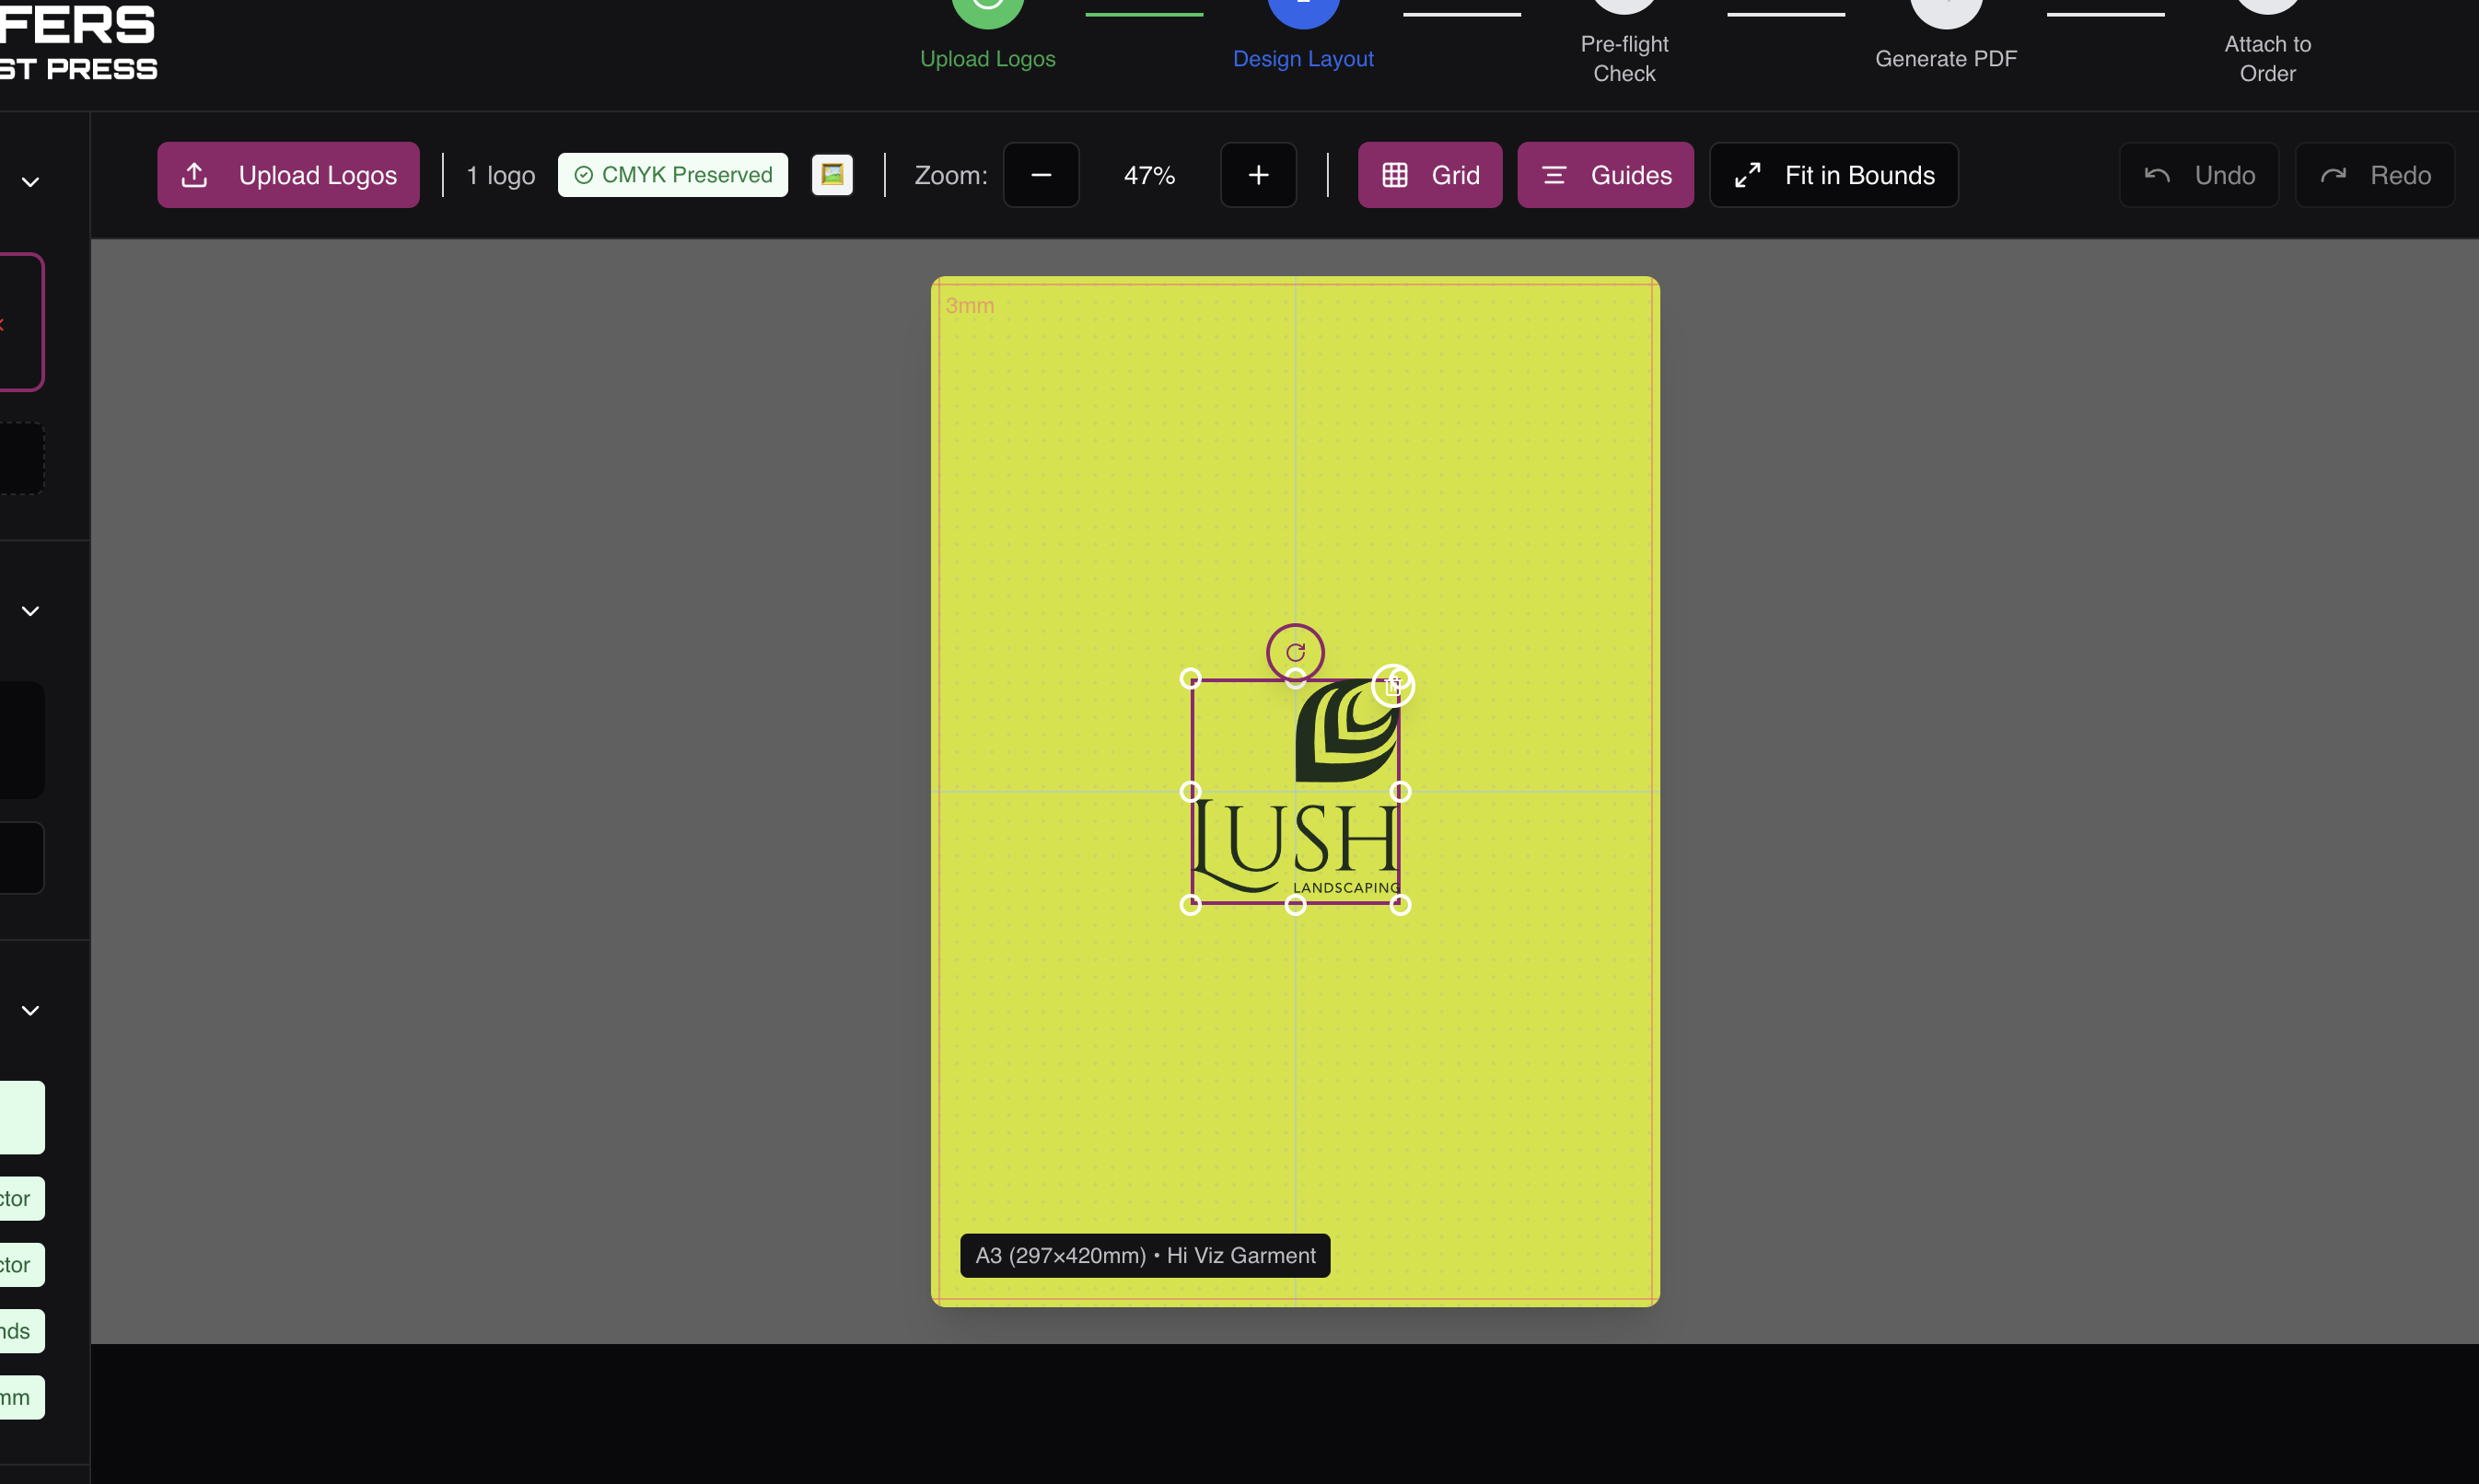 FERS
ST PRESS
Upload Logos
Design Layout
Pre-flight
Check
Generate PDF
Attach to
Order
Upload Logos
1 logo
CMYK Preserved
Zoom:
47%
Grid
Guides
Fit in Bounds
Undo
Redo
3mm
LUSH
LANDSCAPING
A3 (297×420mm) • Hi Viz Garment
ctor
ctor
nds
mm